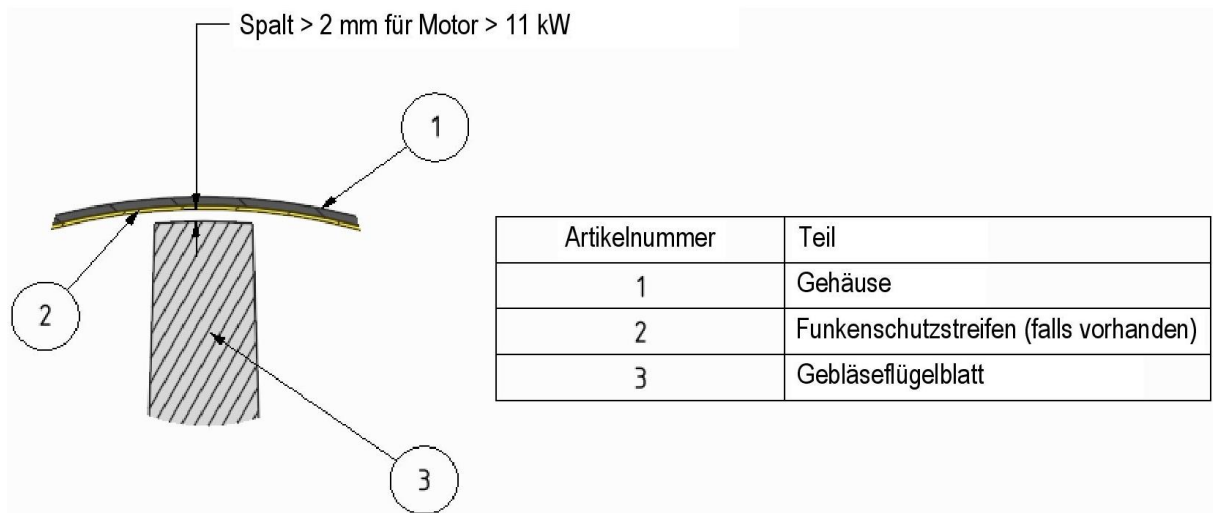 Spalt > 2 mm für Motor > 11 kW
1
2
3
Artikelnummer Teil
1 Gehäuse
2 Funkenschutzstreifen (falls vorhanden)
3 Gebläseflügelblatt